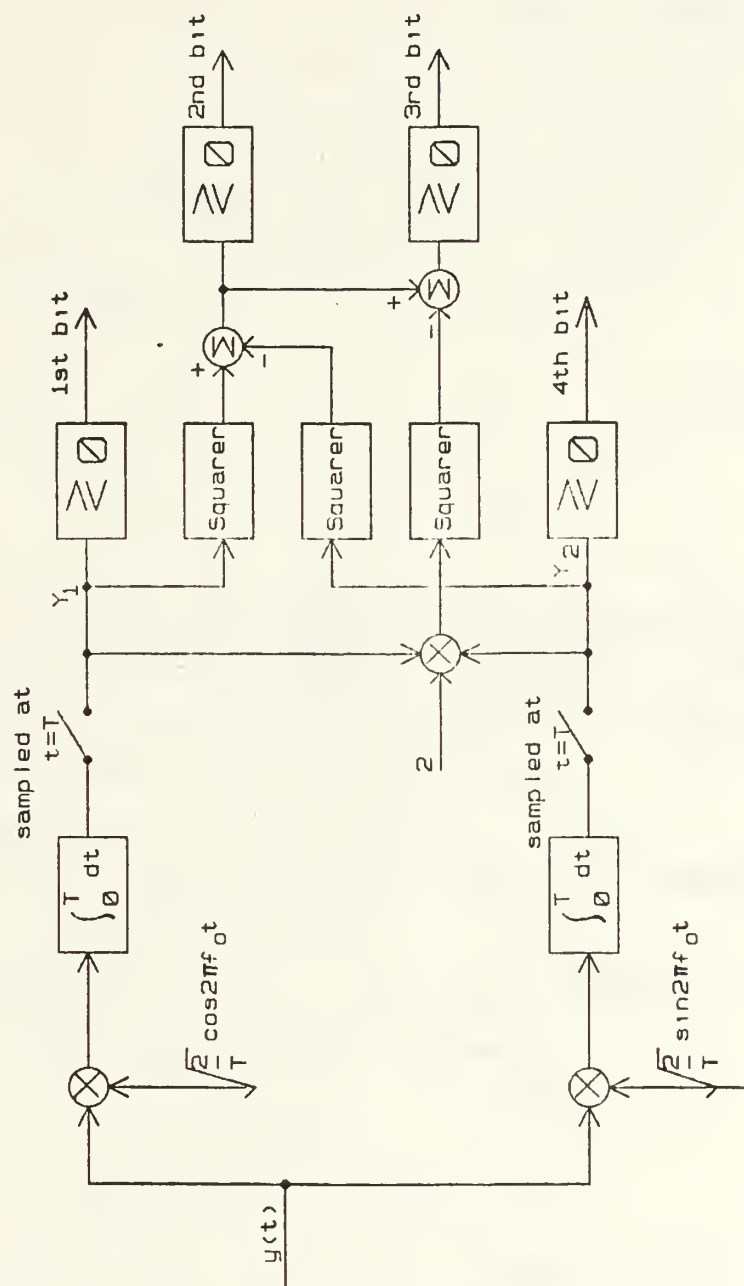 y(t)
√2/T cos2πf₀t
∫₀ᵀ dt
sampled at
t=T
Y₁
≥ 0
1st bit
Squarer
+
-
Σ
≥ 0
2nd bit
Squarer
2
Squarer
-
+
Σ
≥ 0
3rd bit
√2/T sin2πf₀t
∫₀ᵀ dt
sampled at
t=T
Y₂
≥ 0
4th bit